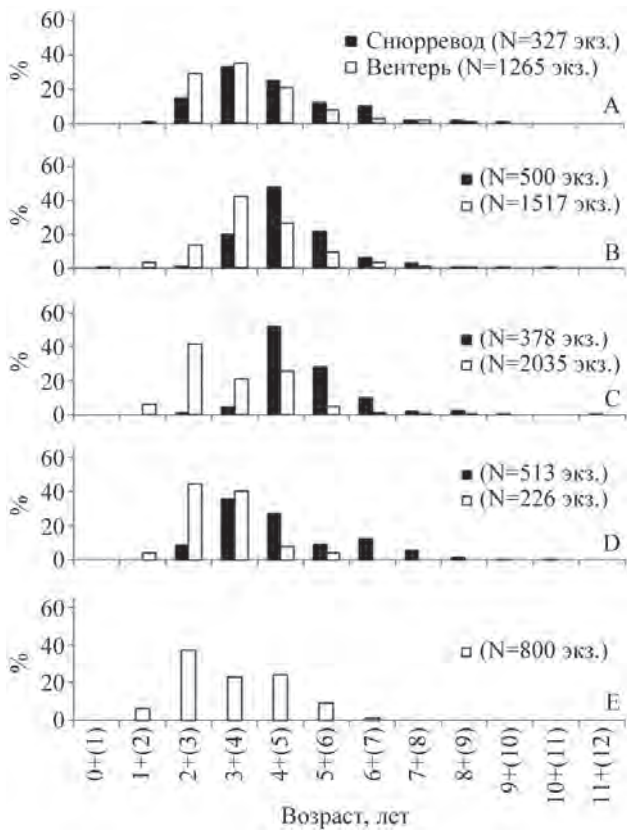 60
40
20
0
%
■ Снюрревод (N=327 экз.)
□ Вентерь (N=1265 экз.)
A
60
40
20
0
%
■ (N=500 экз.)
□ (N=1517 экз.)
B
60
40
20
0
%
■ (N=378 экз.)
□ (N=2035 экз.)
C
60
40
20
0
%
■ (N=513 экз.)
□ (N=226 экз.)
D
60
40
20
0
%
□ (N=800 экз.)
E
0+(1)
1+(2)
2+(3)
3+(4)
4+(5)
5+(6)
6+(7)
7+(8)
8+(9)
9+(10)
10+(11)
11+(12)
Возраст, лет